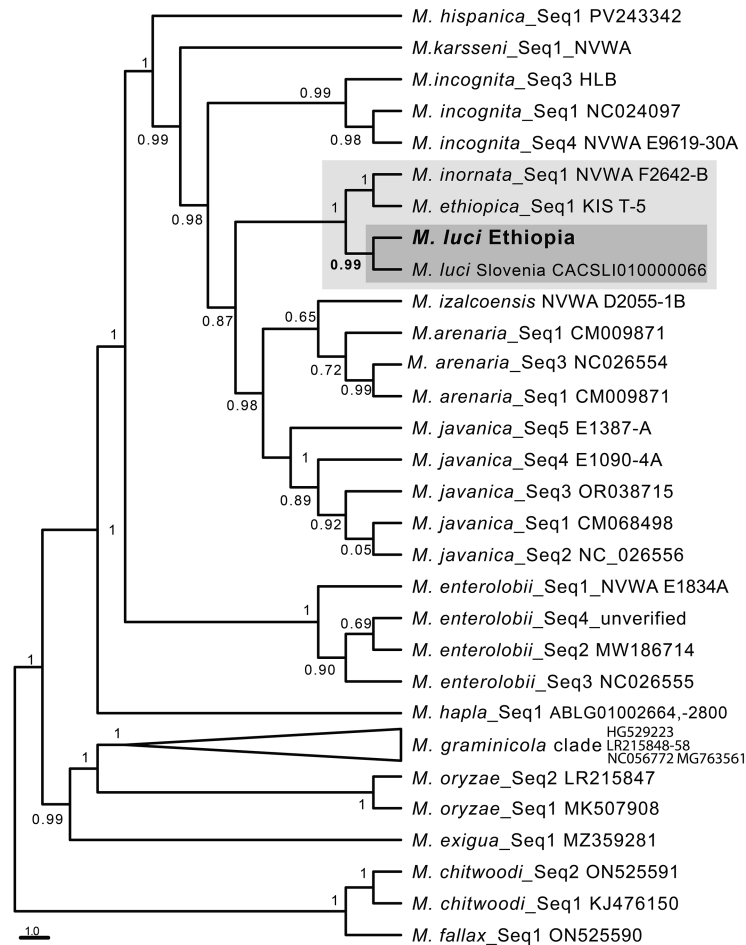 M. hispanica_Seq1 PV243342
1
M.karsseni_Seq1_NVWA
M.incognita_Seq3 HLB
0.99
M. incognita_Seq1 NC024097
0.99
0.98
M. incognita_Seq4 NVWA E9619-30A
M. inornata_Seq1 NVWA F2642-B
1
M. ethiopica_Seq1 KIS T-5
1
0.98
M. luci Ethiopia
0.99
M. luci Slovenia CACSLI010000066
M. izalcoensis NVWA D2055-1B
0.65
0.87
M.arenaria_Seq1 CM009871
1
M. arenaria_Seq3 NC026554
0.72
0.99
M. arenaria_Seq1 CM009871
0.98
M. javanica_Seq5 E1387-A
1
M. javanica_Seq4 E1090-4A
M. javanica_Seq3 OR038715
0.89
M. javanica_Seq1 CM068498
0.92
1
0.05
M. javanica_Seq2 NC_026556
M. enterolobii_Seq1_NVWA E1834A
1
M. enterolobii_Seq4_unverified
0.69
M. enterolobii_Seq2 MW186714
1
0.90
M. enterolobii_Seq3 NC026555
M. hapla_Seq1 ABLG01002664,-2800
1
HG529223
M. graminicola clade LR215848-58
NC056772 MG763561
1
M. oryzae_Seq2 LR215847
1
M. oryzae_Seq1 MK507908
0.99
M. exigua_Seq1 MZ359281
M. chitwoodi_Seq2 ON525591
1
M. chitwoodi_Seq1 KJ476150
1
1.0
M. fallax_Seq1 ON525590